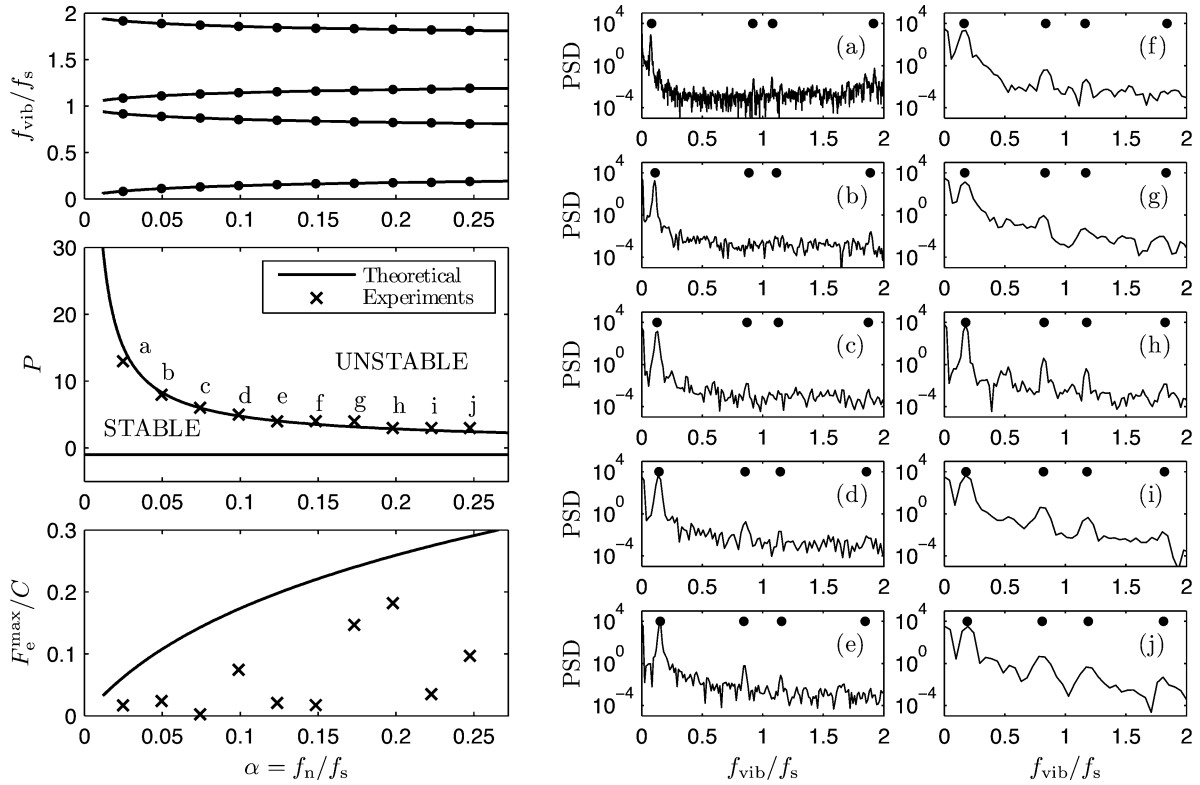 2
1.5
1
0.5
0
f_vib/f_s
0 0.05 0.1 0.15 0.2 0.25
30
20
10
0
P
Theoretical
Experiments
UNSTABLE
STABLE
a b c d e f g h i j
0 0.05 0.1 0.15 0.2 0.25
0.3
0.2
0.1
0
F_e^max/C
0 0.05 0.1 0.15 0.2 0.25
α = f_n/f_s
PSD
10^4
10^0
10^−4
(a)
0 0.5 1 1.5 2
10^4
10^0
10^−4
(f)
0 0.5 1 1.5 2
PSD
10^4
10^0
10^−4
(b)
0 0.5 1 1.5 2
10^4
10^0
10^−4
(g)
0 0.5 1 1.5 2
PSD
10^4
10^0
10^−4
(c)
0 0.5 1 1.5 2
10^4
10^0
10^−4
(h)
0 0.5 1 1.5 2
PSD
10^4
10^0
10^−4
(d)
0 0.5 1 1.5 2
10^4
10^0
10^−4
(i)
0 0.5 1 1.5 2
PSD
10^4
10^0
10^−4
(e)
0 0.5 1 1.5 2
f_vib/f_s
10^4
10^0
10^−4
(j)
0 0.5 1 1.5 2
f_vib/f_s